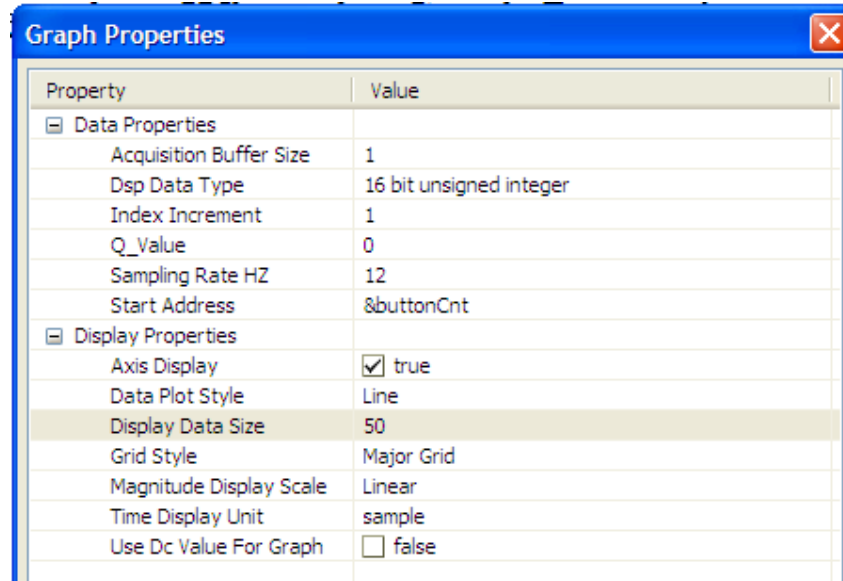 Graph Properties
Property Value
Data Properties
Acquisition Buffer Size 1
Dsp Data Type 16 bit unsigned integer
Index Increment 1
Q_Value 0
Sampling Rate HZ 12
Start Address &buttonCnt
Display Properties
Axis Display true
Data Plot Style Line
Display Data Size 50
Grid Style Major Grid
Magnitude Display Scale Linear
Time Display Unit sample
Use Dc Value For Graph false